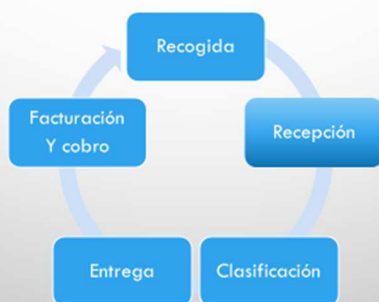 Recogida
Recepción
Clasificación
Entrega
Facturación
Y cobro